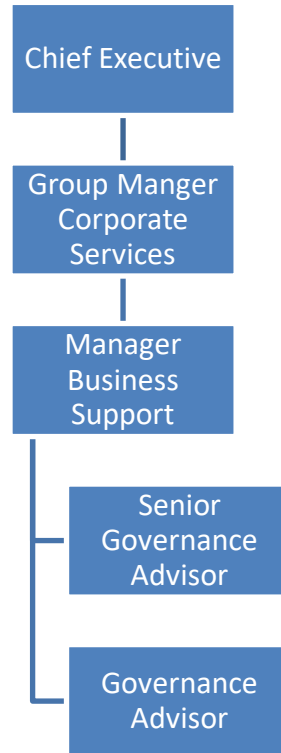 Chief Executive
Group Manger
Corporate
Services
Manager
Business
Support
Senior
Governance
Advisor
Governance
Advisor